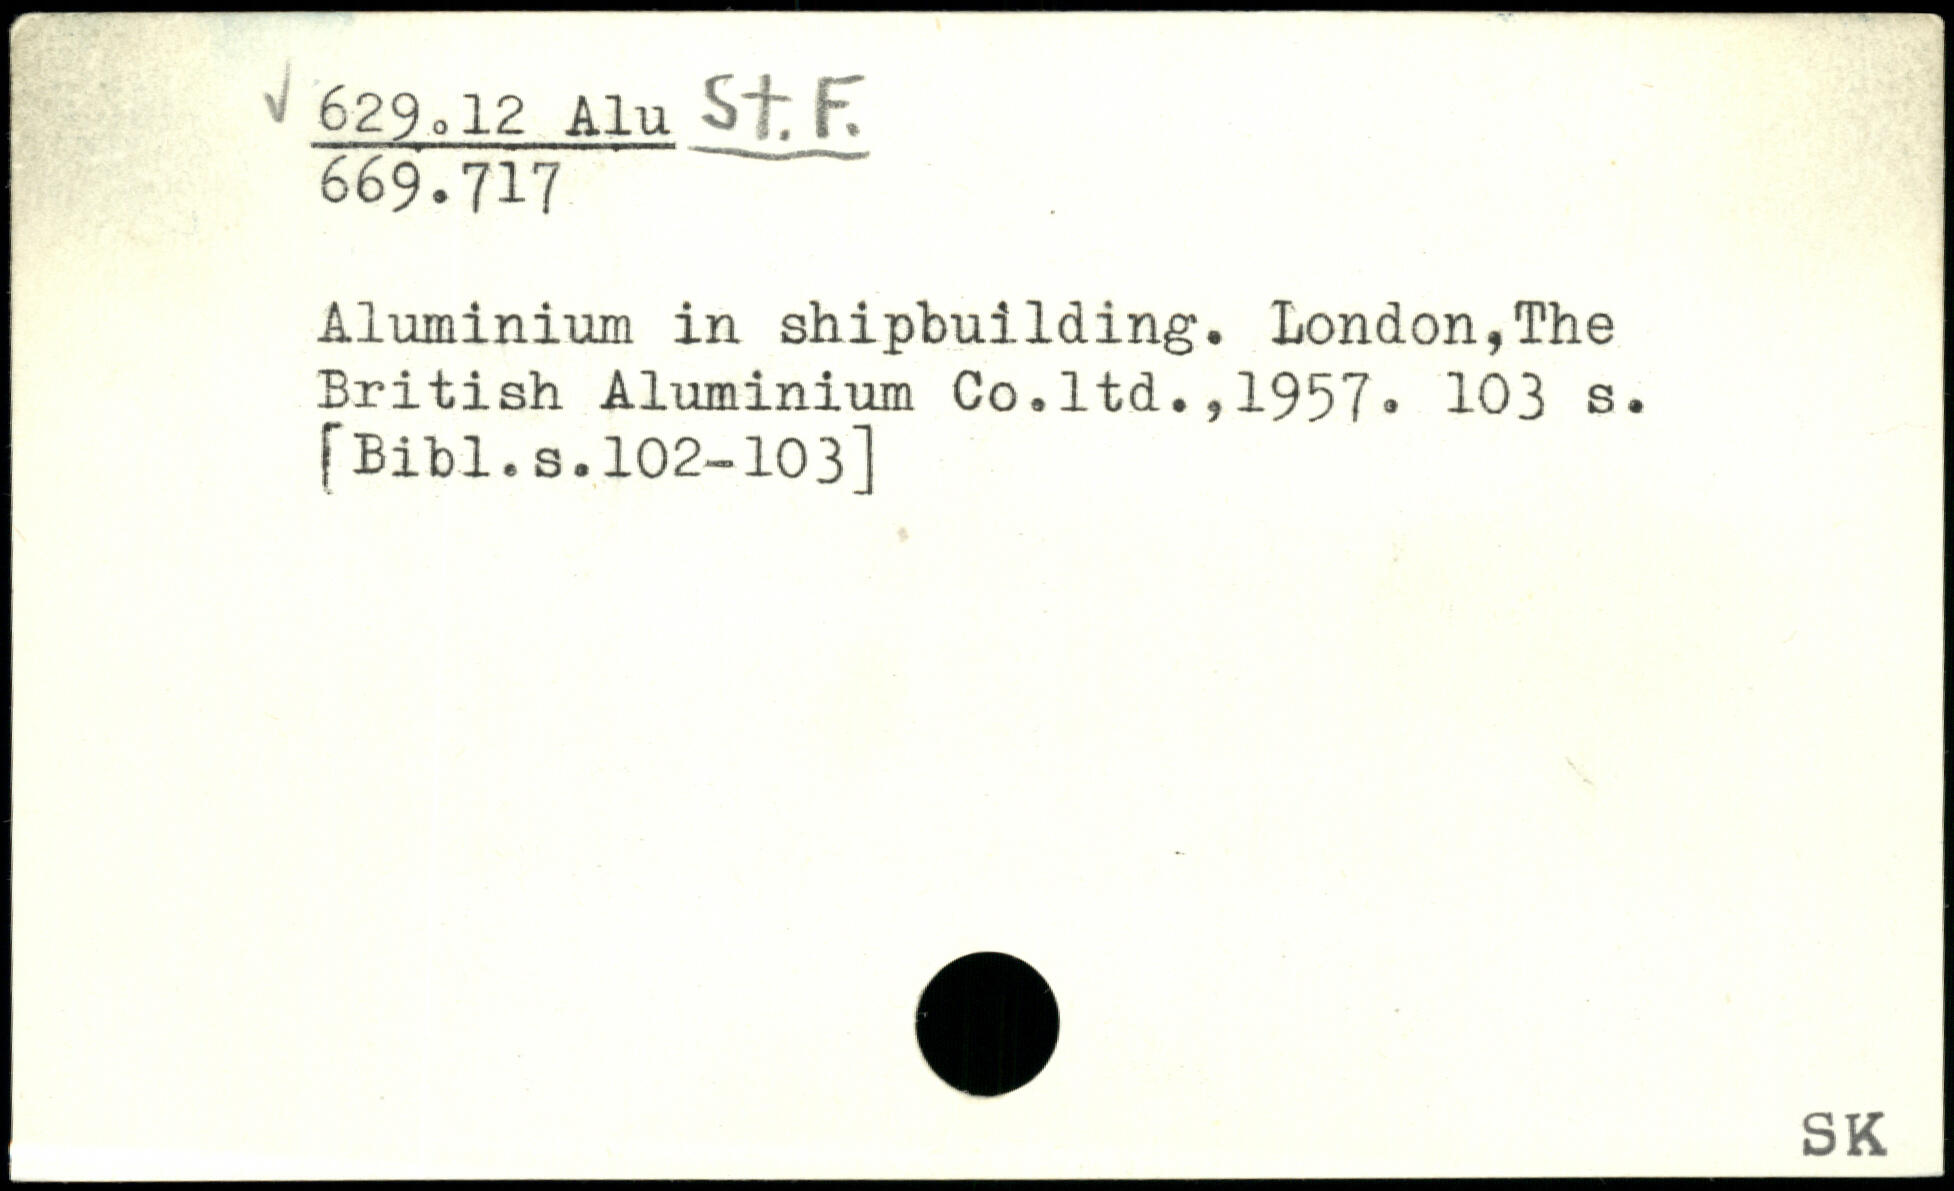 √ 629.12 Alu St. F.
669.717
Aluminium in shipbuilding. London,The
British Aluminium Co.ltd.,1957. 103 s.
[Bibl.s.102-103]
SK